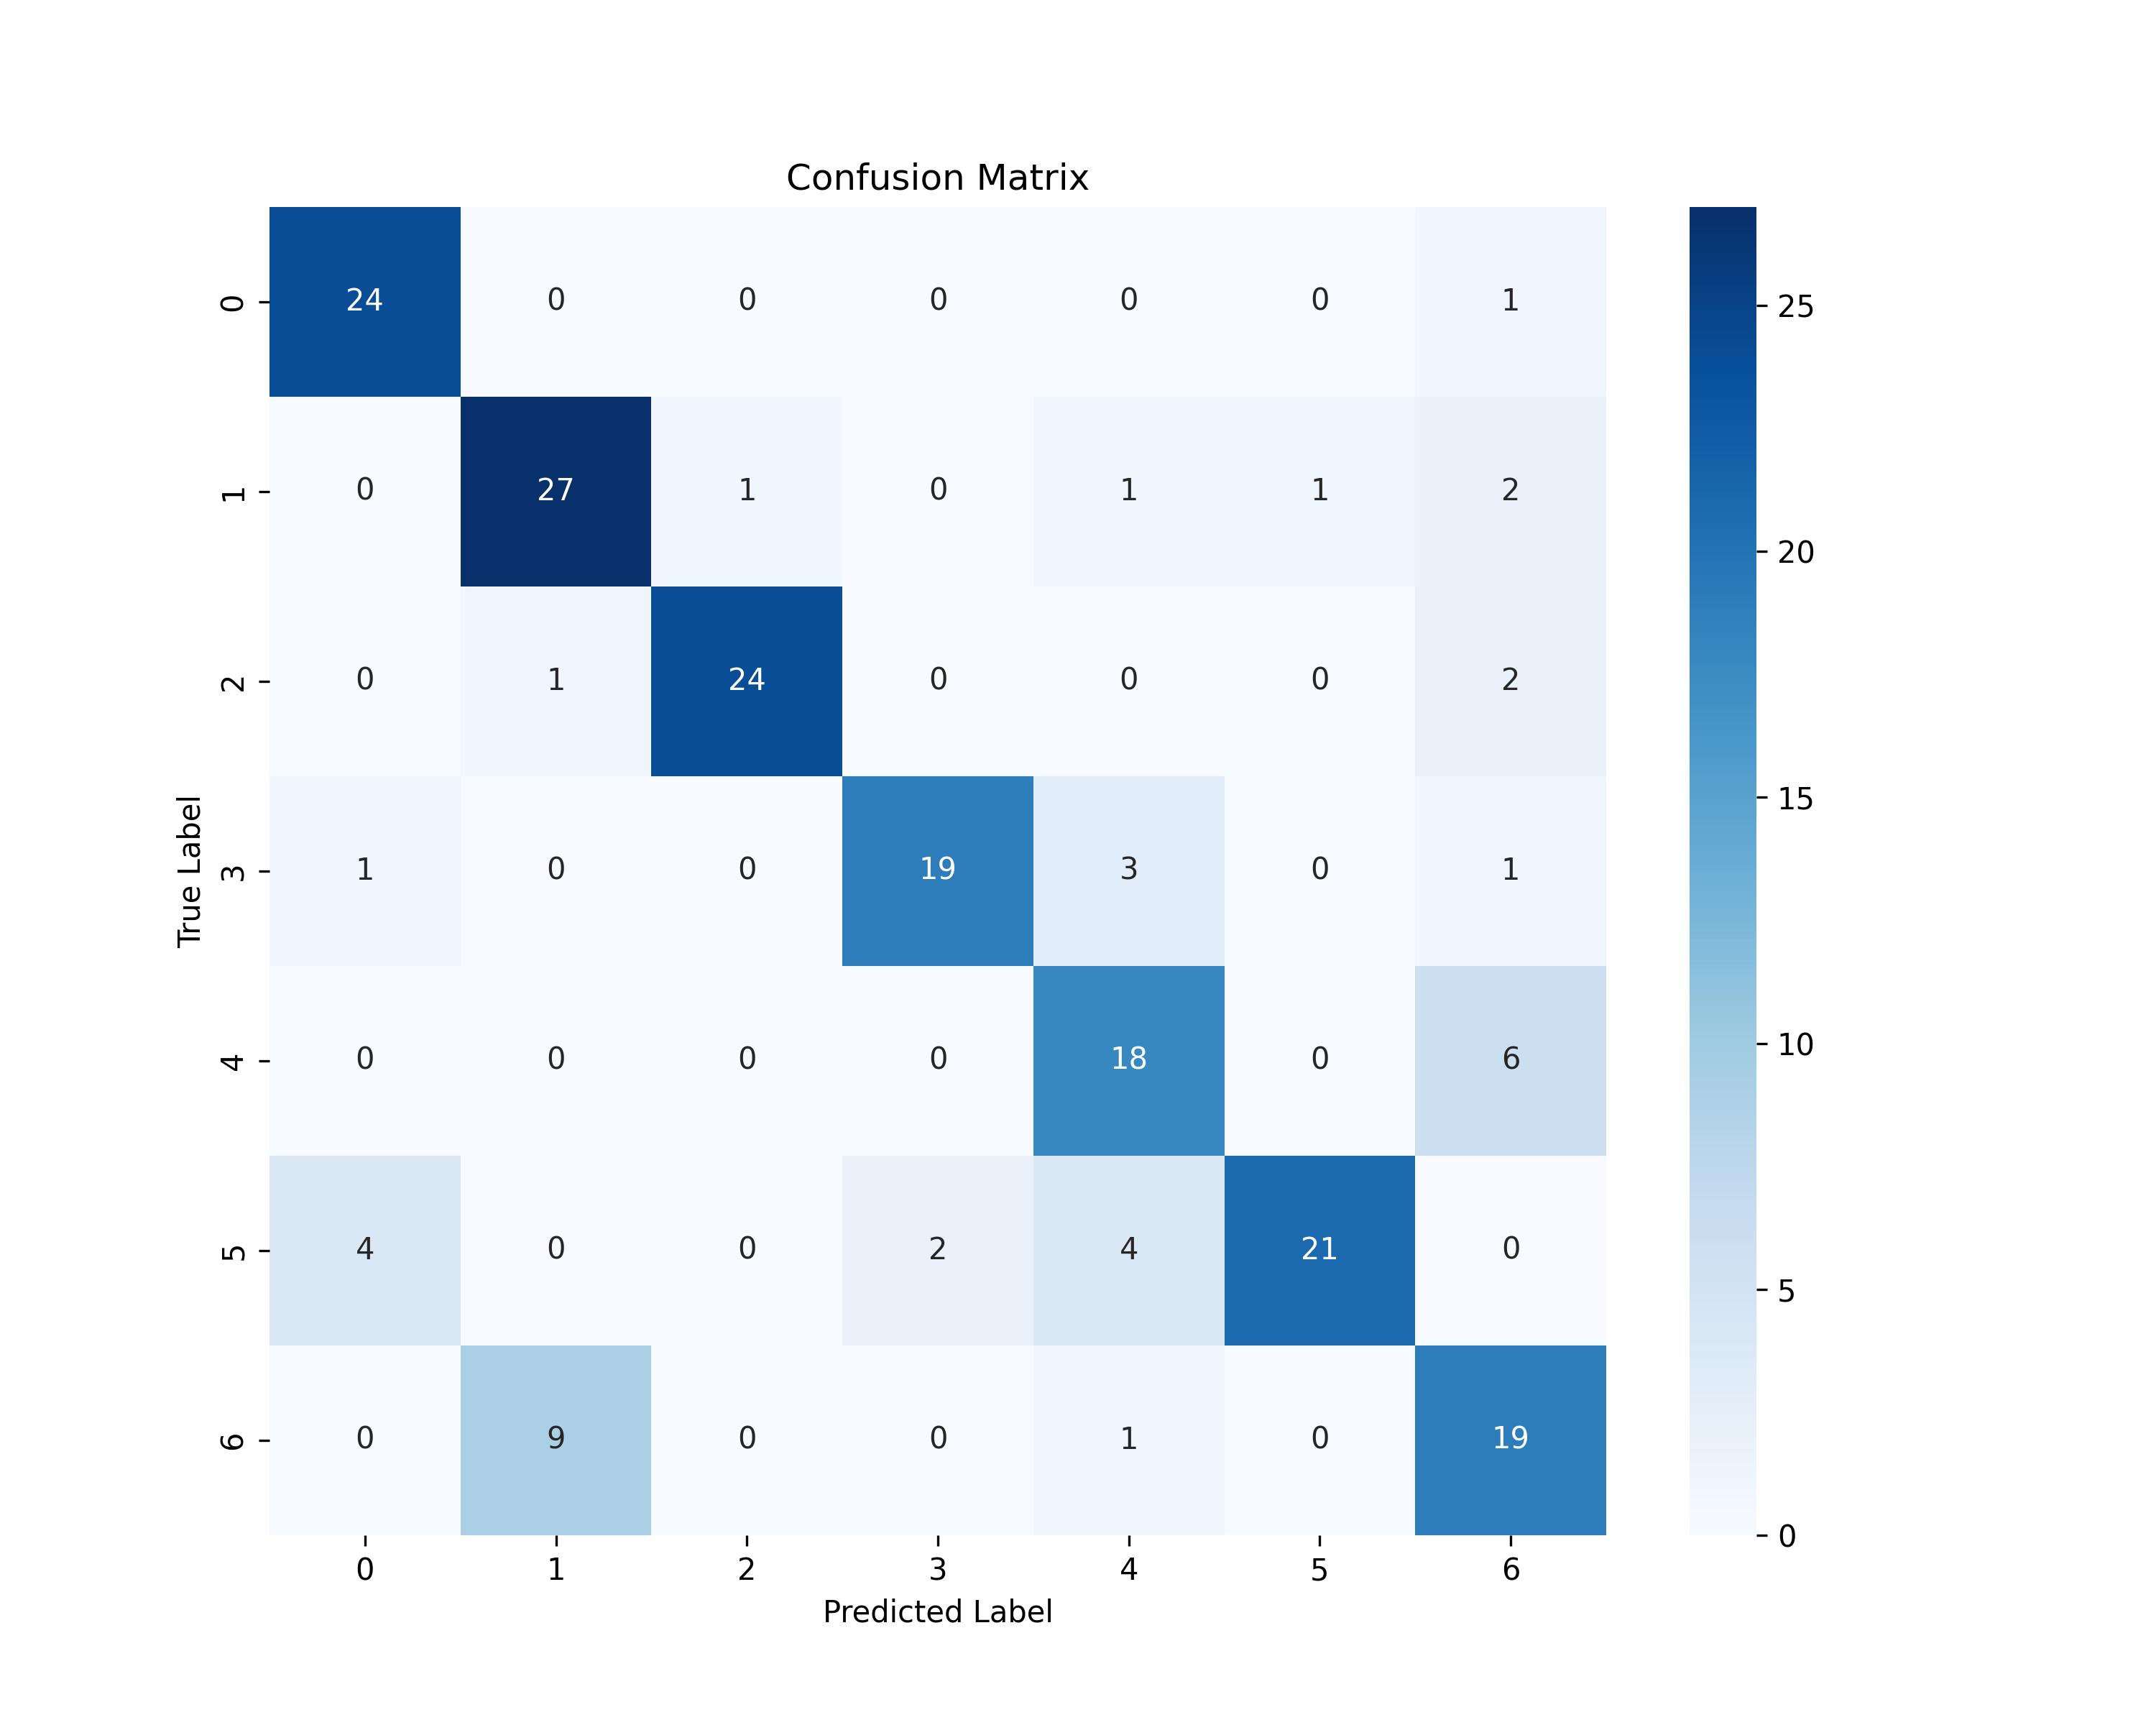 Confusion Matrix
0 24 0 0 0 0 0 1
1 0 27 1 0 1 1 2
2 0 1 24 0 0 0 2
3 1 0 0 19 3 0 1
4 0 0 0 0 18 0 6
5 4 0 0 2 4 21 0
6 0 9 0 0 1 0 19
0 1 2 3 4 5 6
Predicted Label
True Label
25
20
15
10
5
0